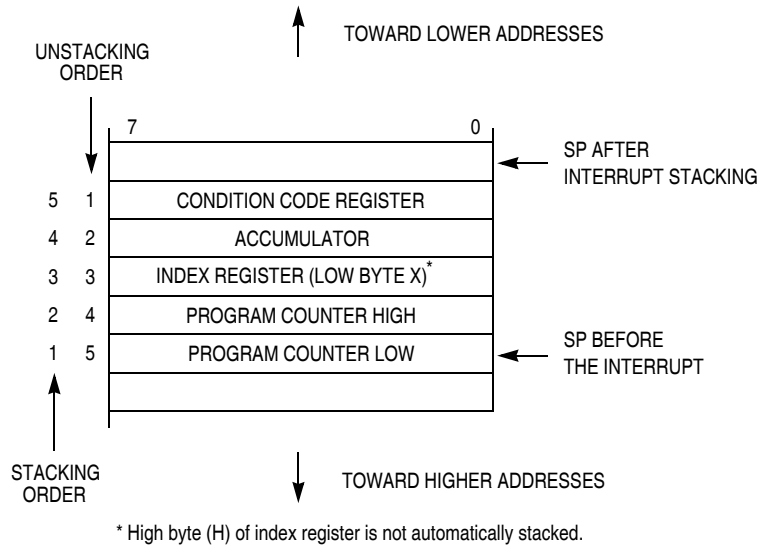 TOWARD LOWER ADDRESSES
UNSTACKING
ORDER
7 0
SP AFTER
INTERRUPT STACKING
5 1 CONDITION CODE REGISTER
4 2 ACCUMULATOR
3 3 INDEX REGISTER (LOW BYTE X)*
2 4 PROGRAM COUNTER HIGH
1 5 PROGRAM COUNTER LOW
SP BEFORE
THE INTERRUPT
STACKING
ORDER
TOWARD HIGHER ADDRESSES
* High byte (H) of index register is not automatically stacked.